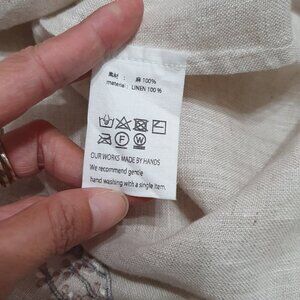 素材 : 麻 100%
material : LINEN 100 %
F W
OUR WORKS MADE BY HANDS
We recommend gentle
hand washing with a single item.